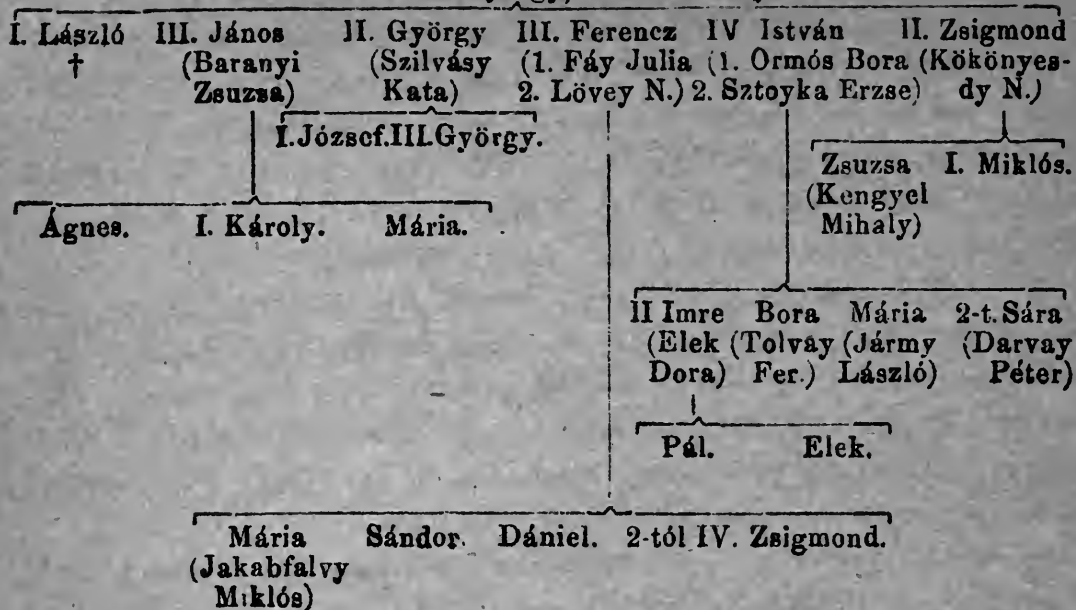 I. László III. János II. György III. Ferencz IV István II. Zsigmond
† (Baranyi (Szilvásy (1. Fáy Julia (1. Ormós Bora (Kökönyes-
Zsuzsa) Kata) 2. Lövey N.) 2. Sztoyka Erzse) dy N.)
I. József. III. György.
Zsuzsa I. Miklós.
(Kengyel
Mihaly)
Ágnes. I. Károly. Mária.
II Imre Bora Mária 2-t. Sára
(Elek (Tolvay (Jármy (Darvay
Dora) Fer.) László) Péter)
Pál. Elek.
Mária Sándor. Dániel. 2-tól IV. Zsigmond.
(Jakabfalvy
Miklós)